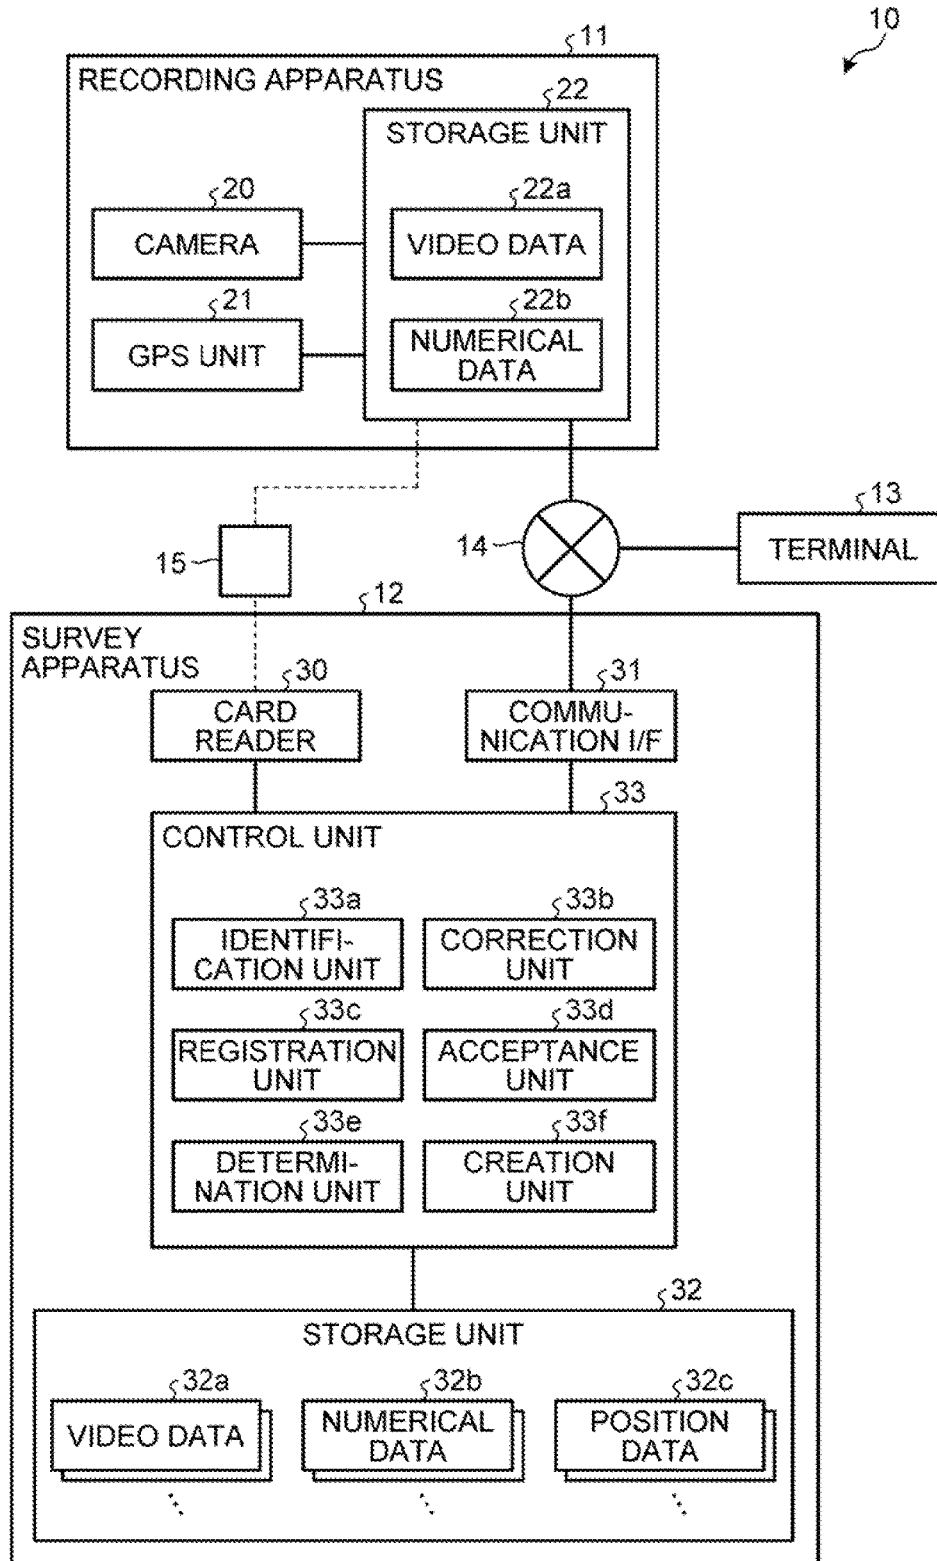 10
11
RECORDING APPARATUS
22
STORAGE UNIT
20
CAMERA
22a
VIDEO DATA
21
GPS UNIT
22b
NUMERICAL
DATA
13
TERMINAL
14
15
12
SURVEY
APPARATUS
30
CARD
READER
31
COMMU-
NICATION I/F
33
CONTROL UNIT
33a
IDENTIFI-
CATION UNIT
33b
CORRECTION
UNIT
33c
REGISTRATION
UNIT
33d
ACCEPTANCE
UNIT
33e
DETERMI-
NATION UNIT
33f
CREATION
UNIT
32
STORAGE UNIT
32a
VIDEO DATA
32b
NUMERICAL
DATA
32c
POSITION
DATA